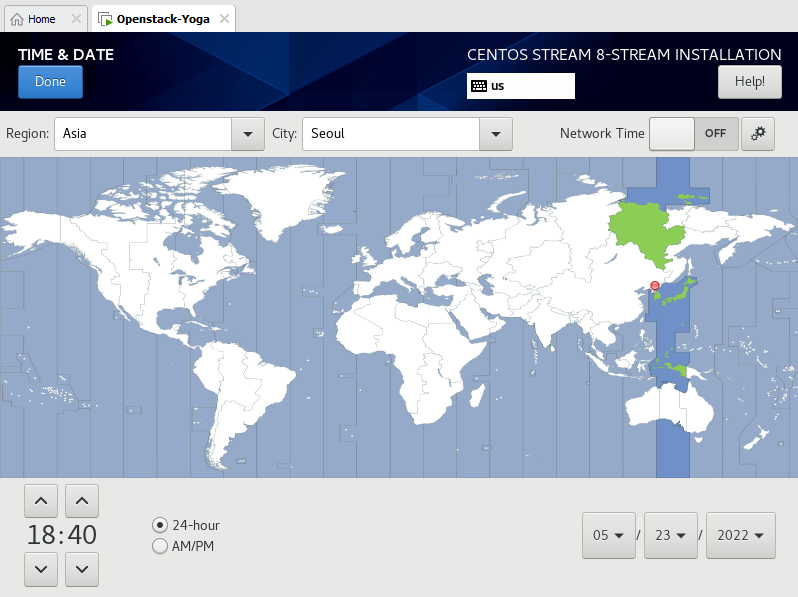 Home
Openstack-Yoga
TIME & DATE
CENTOS STREAM 8-STREAM INSTALLATION
Done
us
Help!
Region: Asia City: Seoul Network Time OFF
18:40
24-hour
AM/PM
05 / 23 / 2022